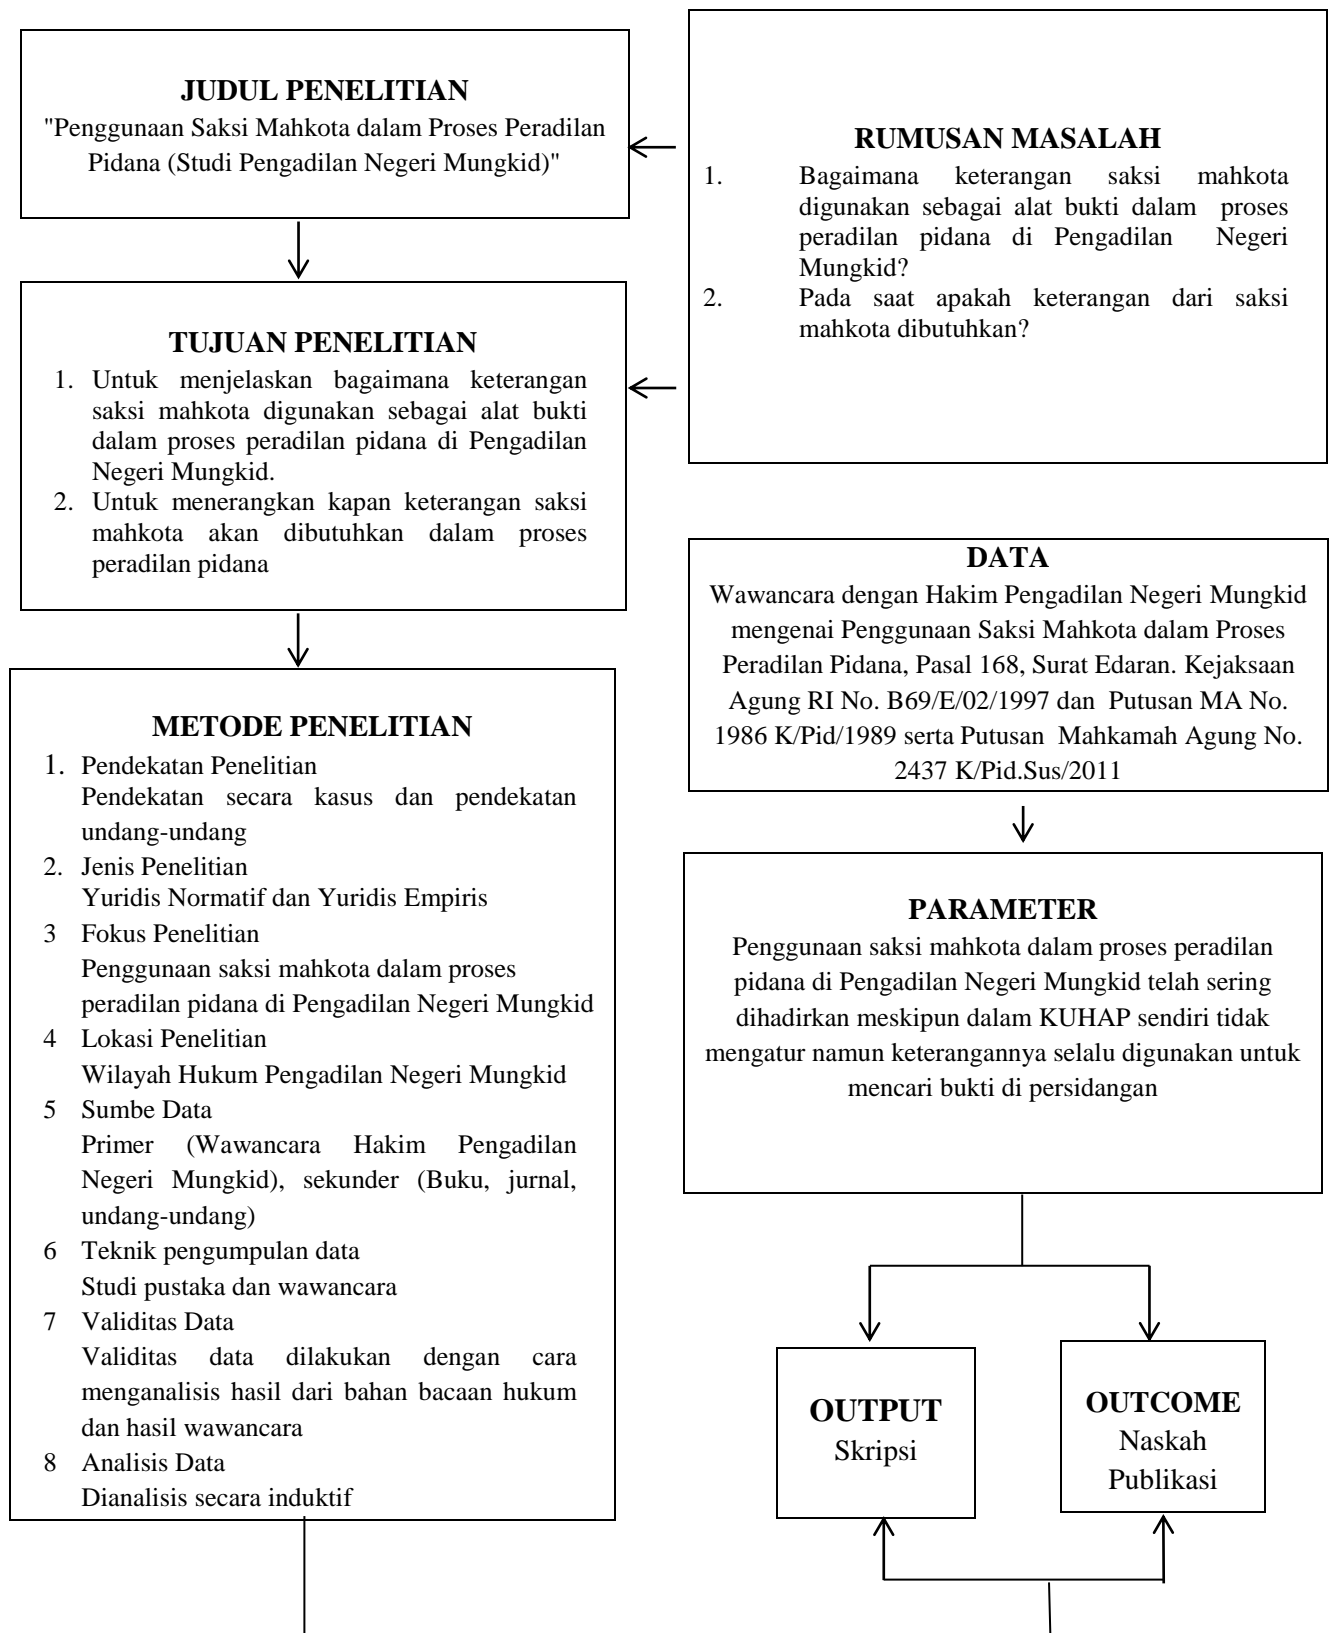 JUDUL PENELITIAN
"Penggunaan Saksi Mahkota dalam Proses Peradilan
Pidana (Studi Pengadilan Negeri Mungkid)"
RUMUSAN MASALAH
1. Bagaimana keterangan saksi mahkota
digunakan sebagai alat bukti dalam proses
peradilan pidana di Pengadilan Negeri
Mungkid?
2. Pada saat apakah keterangan dari saksi
mahkota dibutuhkan?
TUJUAN PENELITIAN
1. Untuk menjelaskan bagaimana keterangan
saksi mahkota digunakan sebagai alat bukti
dalam proses peradilan pidana di Pengadilan
Negeri Mungkid.
2. Untuk menerangkan kapan keterangan saksi
mahkota akan dibutuhkan dalam proses
peradilan pidana
METODE PENELITIAN
1. Pendekatan Penelitian
Pendekatan secara kasus dan pendekatan
undang-undang
2. Jenis Penelitian
Yuridis Normatif dan Yuridis Empiris
3 Fokus Penelitian
Penggunaan saksi mahkota dalam proses
peradilan pidana di Pengadilan Negeri Mungkid
4 Lokasi Penelitian
Wilayah Hukum Pengadilan Negeri Mungkid
5 Sumbe Data
Primer (Wawancara Hakim Pengadilan
Negeri Mungkid), sekunder (Buku, jurnal,
undang-undang)
6 Teknik pengumpulan data
Studi pustaka dan wawancara
7 Validitas Data
Validitas data dilakukan dengan cara
menganalisis hasil dari bahan bacaan hukum
dan hasil wawancara
8 Analisis Data
Dianalisis secara induktif
DATA
Wawancara dengan Hakim Pengadilan Negeri Mungkid
mengenai Penggunaan Saksi Mahkota dalam Proses
Peradilan Pidana, Pasal 168, Surat Edaran. Kejaksaan
Agung RI No. B69/E/02/1997 dan Putusan MA No.
1986 K/Pid/1989 serta Putusan Mahkamah Agung No.
2437 K/Pid.Sus/2011
PARAMETER
Penggunaan saksi mahkota dalam proses peradilan
pidana di Pengadilan Negeri Mungkid telah sering
dihadirkan meskipun dalam KUHAP sendiri tidak
mengatur namun keterangannya selalu digunakan untuk
mencari bukti di persidangan
OUTPUT
Skripsi
OUTCOME
Naskah
Publikasi